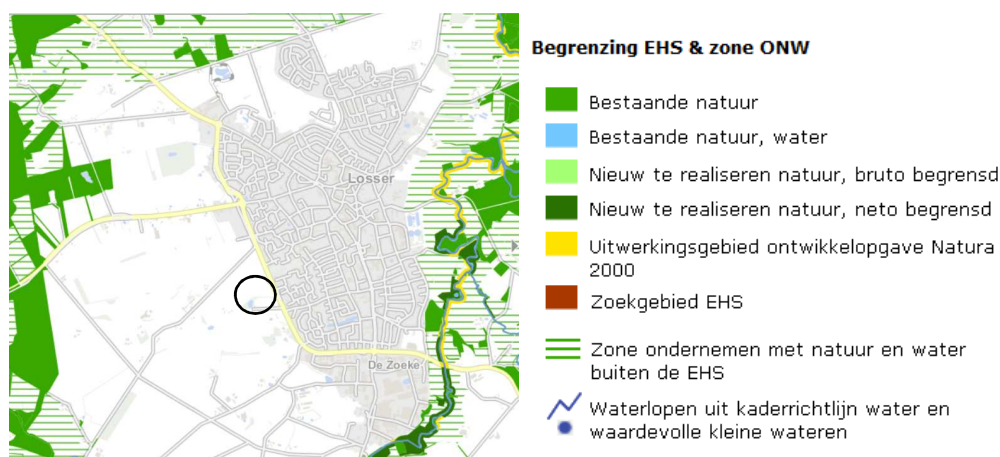 Losser
De Zoeke
Begrenzing EHS & zone ONW
Bestaande natuur
Bestaande natuur, water
Nieuw te realiseren natuur, bruto begrensd
Nieuw te realiseren natuur, neto begrensd
Uitwerkingsgebied ontwikkelopgave Natura
2000
Zoekgebied EHS
Zone ondernemen met natuur en water
buiten de EHS
Waterlopen uit kaderrichtlijn water en
waardevolle kleine wateren